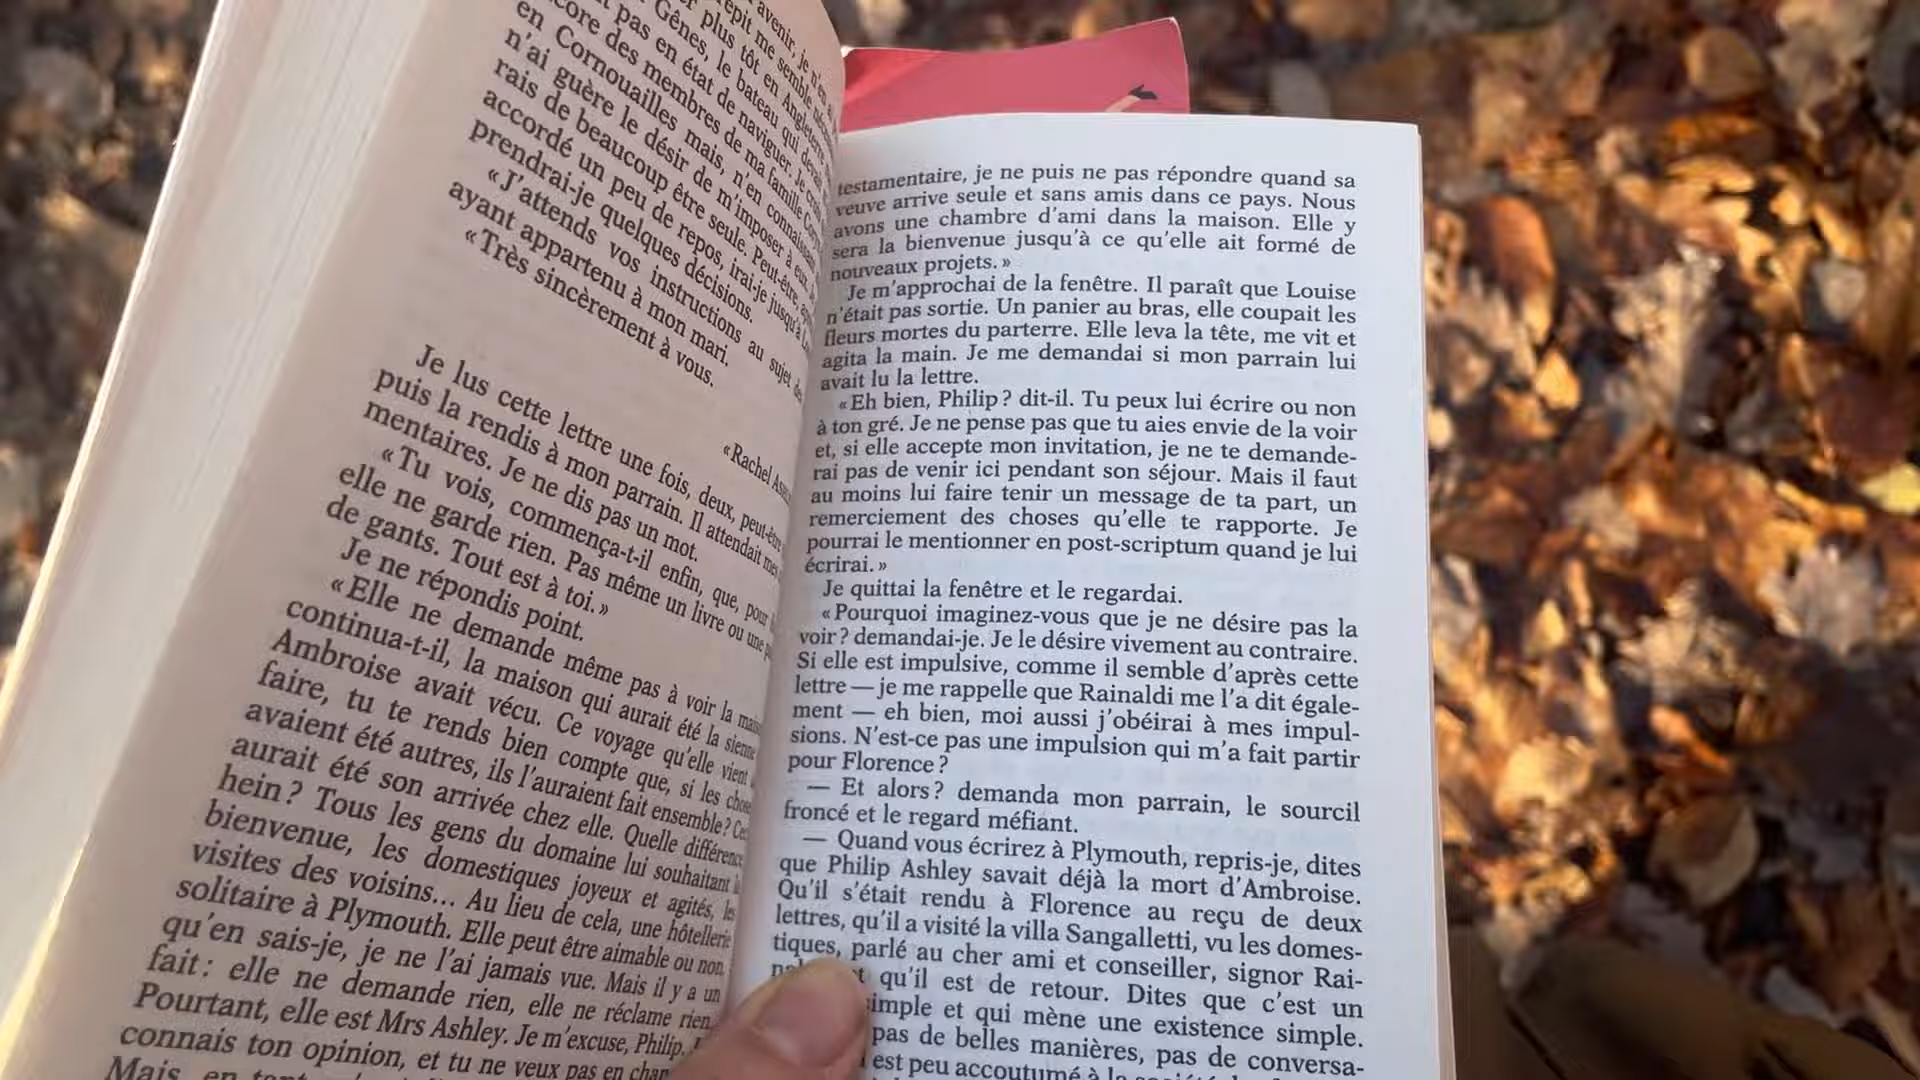 avenir, je n'en
répit me semble
plus tôt en Angleterre
Gênes, le bateau qui
pas en état de naviguer. Je
encore des membres de ma famille
en Cornouailles mais, n'en connaissant
n'ai guère le désir de m'imposer à eux.
rais de beaucoup être seule. Peut-être,
accordé un peu de repos, irai-je jusqu'à
prendrai-je quelques décisions.
«J'attends vos instructions au sujet des
ayant appartenu à mon mari.
«Très sincèrement à vous.
«Rachel
Je lus cette lettre une fois, deux, peut-être
puis la rendis à mon parrain. Il attendait mes
mentaires. Je ne dis pas un mot.
«Tu vois, commença-t-il enfin, que, pour
elle ne garde rien. Pas même un livre ou une
de gants. Tout est à toi.»
Je ne répondis point.
«Elle ne demande même pas à voir la
continua-t-il, la maison qui aurait été la sienne
Ambroise avait vécu. Ce voyage qu'elle vient
faire, tu te rends bien compte que, si les
avaient été autres, ils l'auraient fait ensemble?
aurait été son arrivée chez elle. Quelle différence
hein? Tous les gens du domaine lui souhaitant
bienvenue, les domestiques joyeux et agités, les
visites des voisins... Au lieu de cela, une hôtellerie
solitaire à Plymouth. Elle peut être aimable ou non,
qu'en sais-je, je ne l'ai jamais vue. Mais il y a un
fait: elle ne demande rien, elle ne réclame rien.
Pourtant, elle est Mrs Ashley. Je m'excuse, Philip.
connais ton opinion, et tu ne veux pas en
Mais, en
testamentaire, je ne puis ne pas répondre quand sa
veuve arrive seule et sans amis dans ce pays. Nous
avons une chambre d'ami dans la maison. Elle y
sera la bienvenue jusqu'à ce qu'elle ait formé de
nouveaux projets.»
Je m'approchai de la fenêtre. Il paraît que Louise
n'était pas sortie. Un panier au bras, elle coupait les
fleurs mortes du parterre. Elle leva la tête, me vit et
agita la main. Je me demandai si mon parrain lui
avait lu la lettre.
«Eh bien, Philip? dit-il. Tu peux lui écrire ou non
à ton gré. Je ne pense pas que tu aies envie de la voir
et, si elle accepte mon invitation, je ne te demande-
rai pas de venir ici pendant son séjour. Mais il faut
au moins lui faire tenir un message de ta part, un
remerciement des choses qu'elle te rapporte. Je
pourrai le mentionner en post-scriptum quand je lui
écrirai.»
Je quittai la fenêtre et le regardai.
«Pourquoi imaginez-vous que je ne désire pas la
voir? demandai-je. Je le désire vivement au contraire.
Si elle est impulsive, comme il semble d'après cette
lettre — je me rappelle que Rainaldi me l'a dit égale-
ment — eh bien, moi aussi j'obéirai à mes impul-
sions. N'est-ce pas une impulsion qui m'a fait partir
pour Florence?
— Et alors? demanda mon parrain, le sourcil
froncé et le regard méfiant.
— Quand vous écrirez à Plymouth, repris-je, dites
que Philip Ashley savait déjà la mort d'Ambroise.
Qu'il s'était rendu à Florence au reçu de deux
lettres, qu'il a visité la villa Sangalletti, vu les domes-
tiques, parlé au cher ami et conseiller, signor Rai-
qu'il est de retour. Dites que c'est un
simple et qui mène une existence simple.
pas de belles manières, pas de conversa-
est peu accoutumé à la